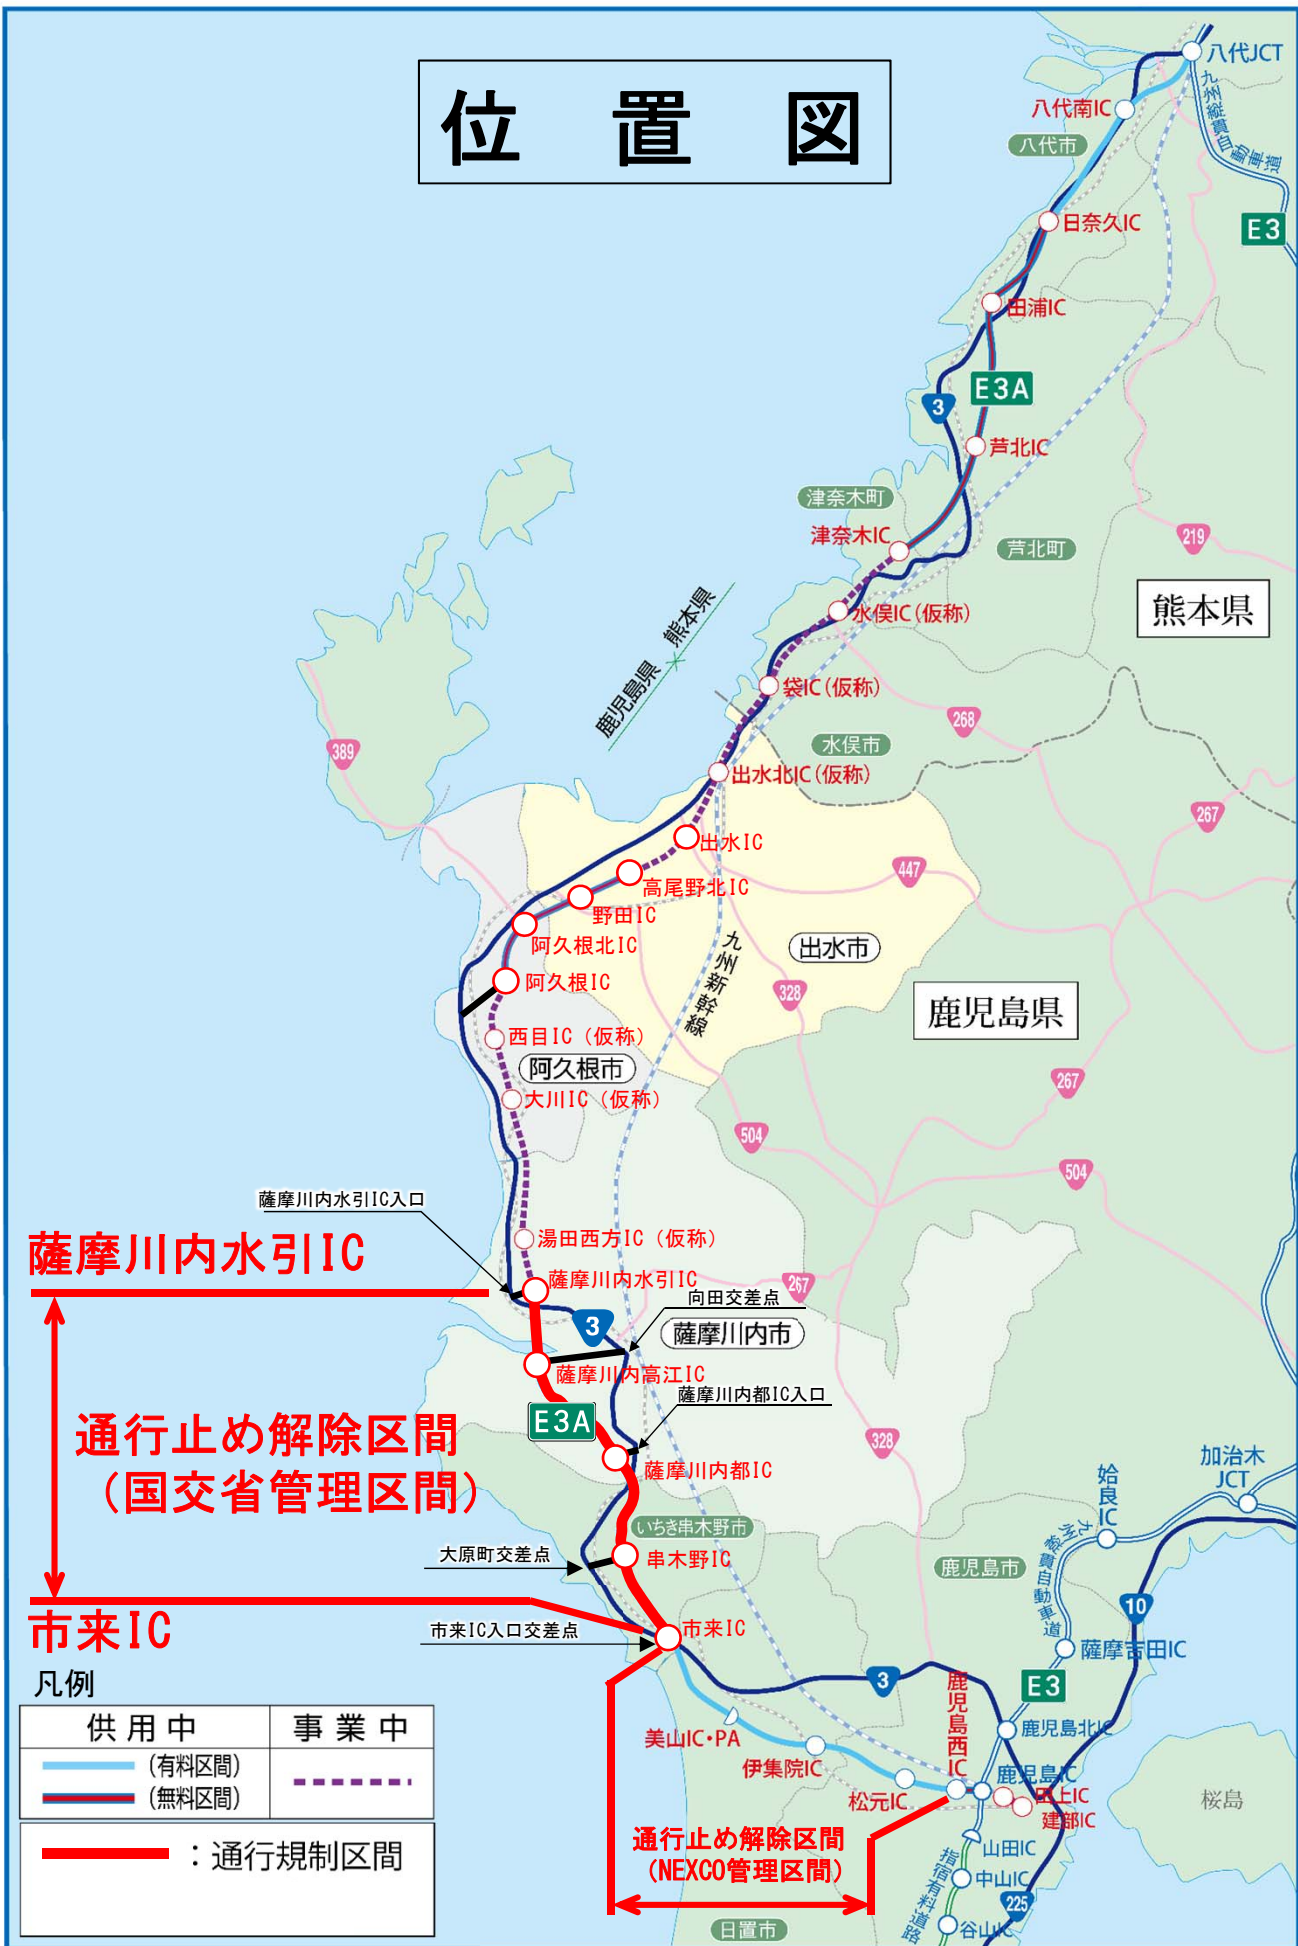 位置図
八代JCT
八代南IC
九州縦貫自動車道
八代市
日奈久IC
E3
田浦IC
E3A
3
芦北IC
津奈木町
津奈木IC
芦北町
219
熊本県
水俣IC(仮称)
鹿児島県
熊本県
袋IC(仮称)
268
389
水俣市
出水北IC(仮称)
267
出水IC
447
高尾野北IC
野田IC
阿久根北IC
九州新幹線
出水市
阿久根IC
328
鹿児島県
西目IC(仮称)
阿久根市
267
大川IC(仮称)
504
504
薩摩川内水引IC入口
湯田西方IC(仮称)
薩摩川内水引IC
薩摩川内水引IC
267
向田交差点
3
薩摩川内市
薩摩川内高江IC
薩摩川内都IC入口
通行止め解除区間
(国交省管理区間)
E3A
328
薩摩川内都IC
加治木
JCT
姶良IC
いちき串木野市
大原町交差点
串木野IC
鹿児島市
九州縦貫自動車道
10
市来IC
市来IC入口交差点
市来IC
薩摩吉田IC
凡例
3
鹿児島西IC
E3
供用中
事業中
美山IC・PA
鹿児島北IC
(有料区間)
伊集院IC
鹿児島IC
(無料区間)
松元IC
田上IC
桜島
建部IC
:通行規制区間
通行止め解除区間
(NEXCO管理区間)
山田IC
指宿有料道路
中山IC
225
日置市
谷山IC